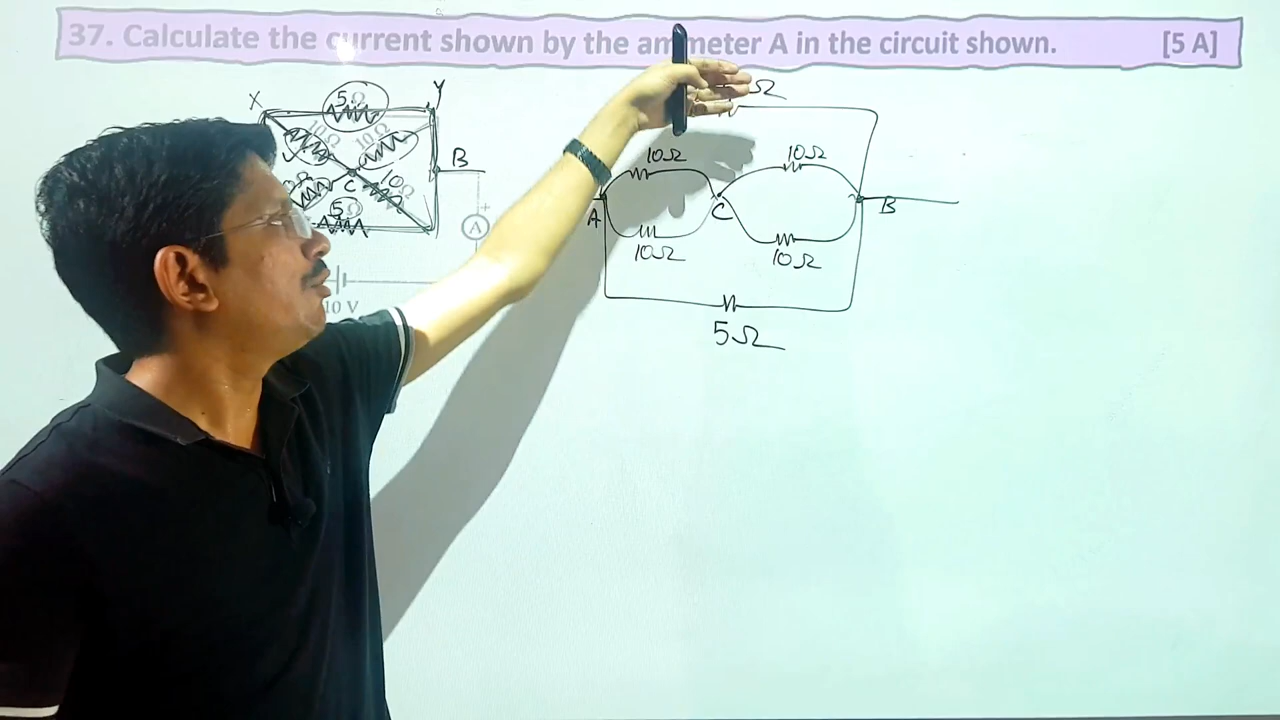 37. Calculate the current shown by the ammeter A in the circuit shown. [5 A]
X
5Ω
Y
10Ω
10Ω
C
10Ω
B
5Ω
A
10 V
Ω
10Ω
10Ω
A
C
B
10Ω
10Ω
5Ω